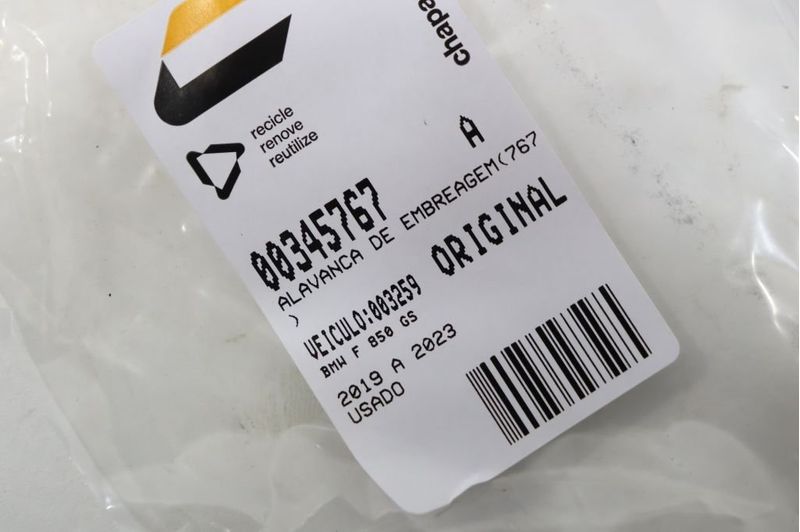 Chapa
recicle
renove
reutilize
A
00345767
ALAVANCA DE EMBREAGEM(767
)
ORIGINAL
VEICULO:003259
BMW F 850 GS
2019 A 2023
USADO